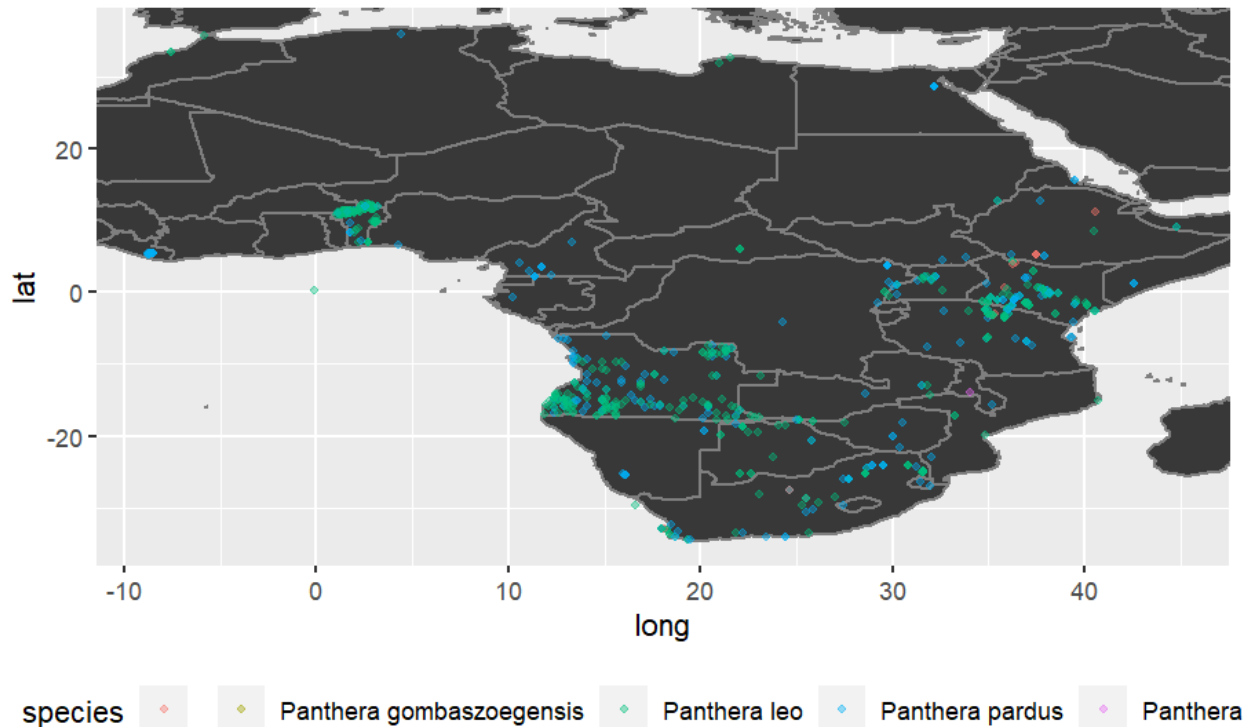 20
0
-20
lat
-10
0
10
20
30
40
long
species
Panthera gombaszoegensis
Panthera leo
Panthera pardus
Panthera